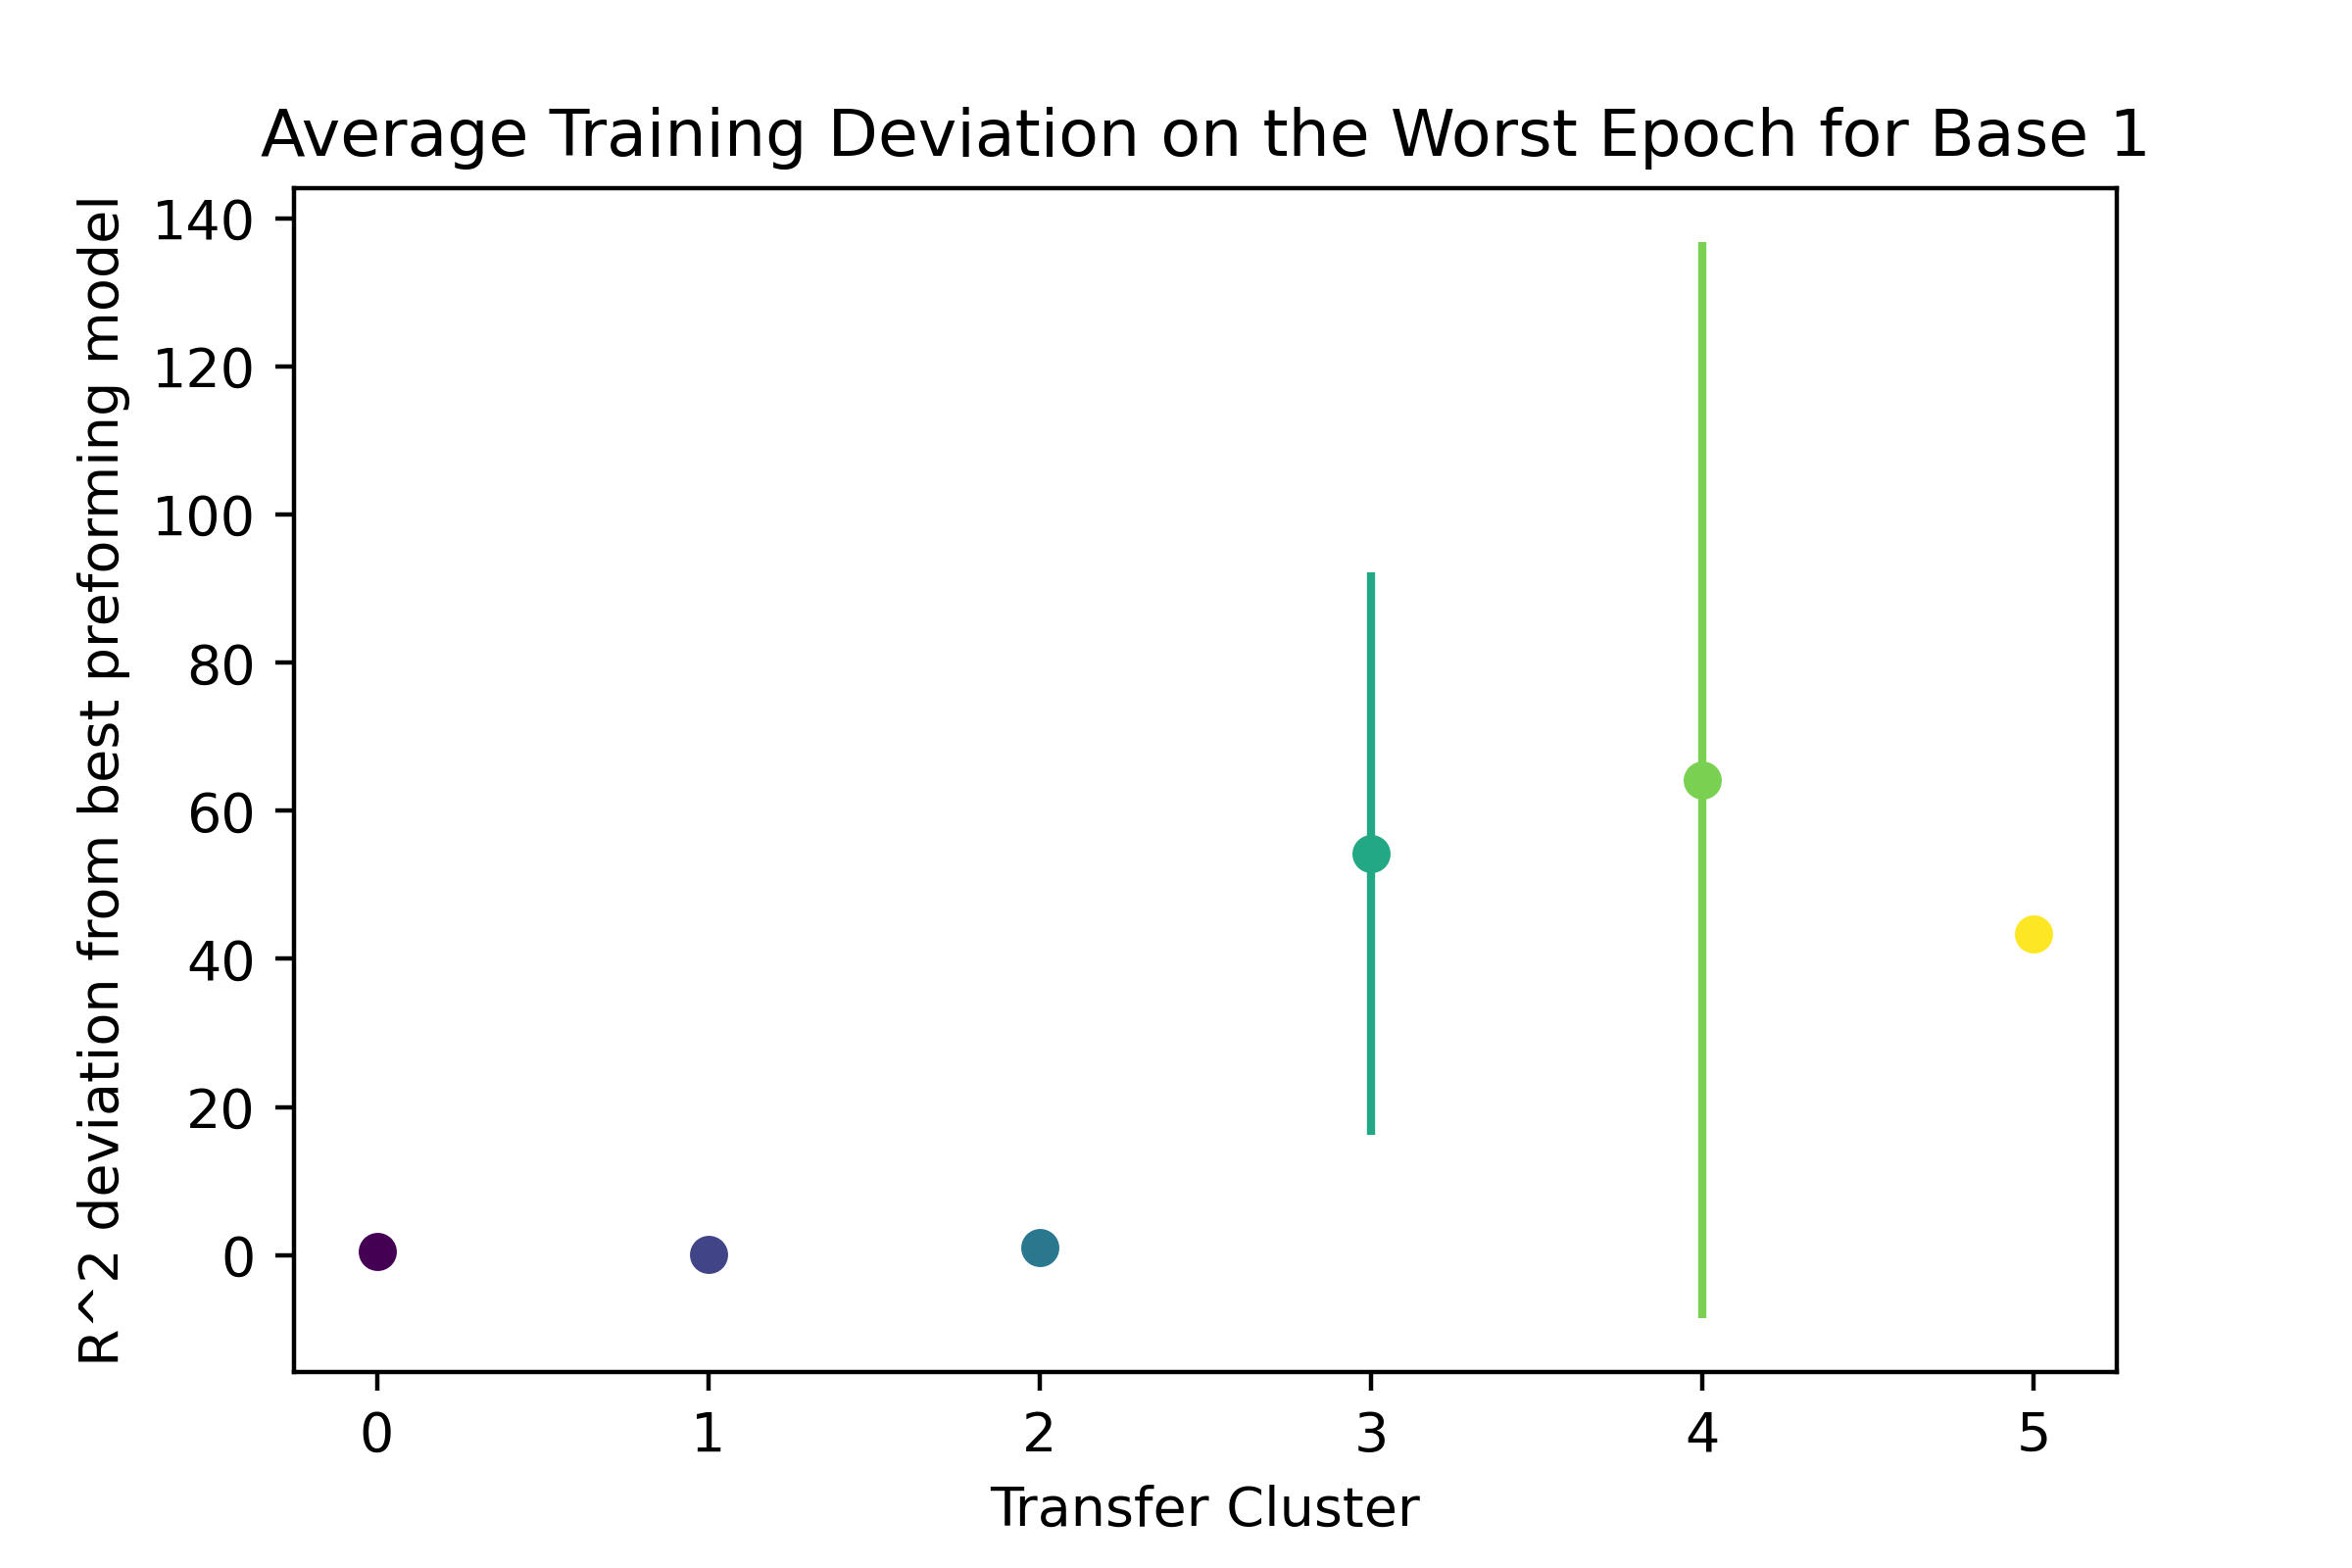 Average Training Deviation on the Worst Epoch for Base 1
R^2 deviation from best preforming model
140
120
100
80
60
40
20
0
0 1 2 3 4 5
Transfer Cluster